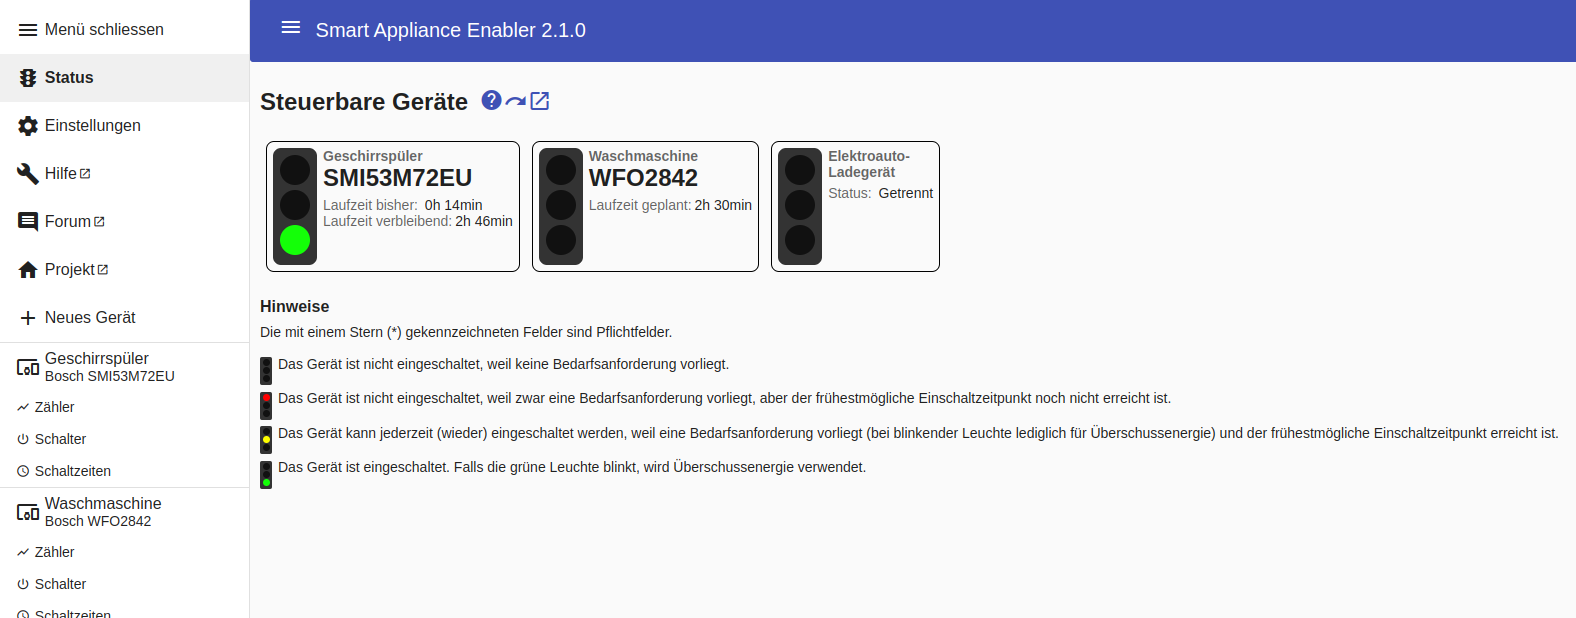 Menü schliessen
Status
Einstellungen
Hilfe
Forum
Projekt
Neues Gerät
Geschirrspüler
Bosch SMI53M72EU
Zähler
Schalter
Schaltzeiten
Waschmaschine
Bosch WFO2842
Zähler
Schalter
Schaltzeiten
Smart Appliance Enabler 2.1.0
Steuerbare Geräte
Geschirrspüler
SMI53M72EU
Laufzeit bisher: 0h 14min
Laufzeit verbleibend: 2h 46min
Waschmaschine
WFO2842
Laufzeit geplant: 2h 30min
Elektroauto-
Ladegerät
Status: Getrennt
Hinweise
Die mit einem Stern (*) gekennzeichneten Felder sind Pflichtfelder.
Das Gerät ist nicht eingeschaltet, weil keine Bedarfsanforderung vorliegt.
Das Gerät ist nicht eingeschaltet, weil zwar eine Bedarfsanforderung vorliegt, aber der frühestmögliche Einschaltzeitpunkt noch nicht erreicht ist.
Das Gerät kann jederzeit (wieder) eingeschaltet werden, weil eine Bedarfsanforderung vorliegt (bei blinkender Leuchte lediglich für Überschussenergie) und der frühestmögliche Einschaltzeitpunkt erreicht ist.
Das Gerät ist eingeschaltet. Falls die grüne Leuchte blinkt, wird Überschussenergie verwendet.